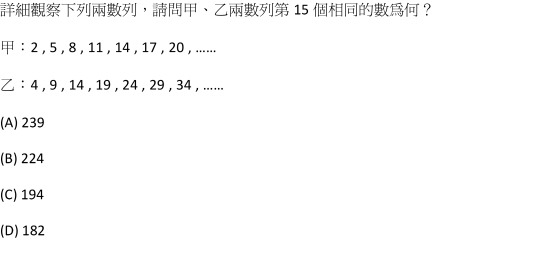 詳細觀察下列兩數列，請問甲、乙兩數列第 15 個相同的數爲何？
甲：2 , 5 , 8 , 11 , 14 , 17 , 20 , ……
乙：4 , 9 , 14 , 19 , 24 , 29 , 34 , ……
(A) 239
(B) 224
(C) 194
(D) 182